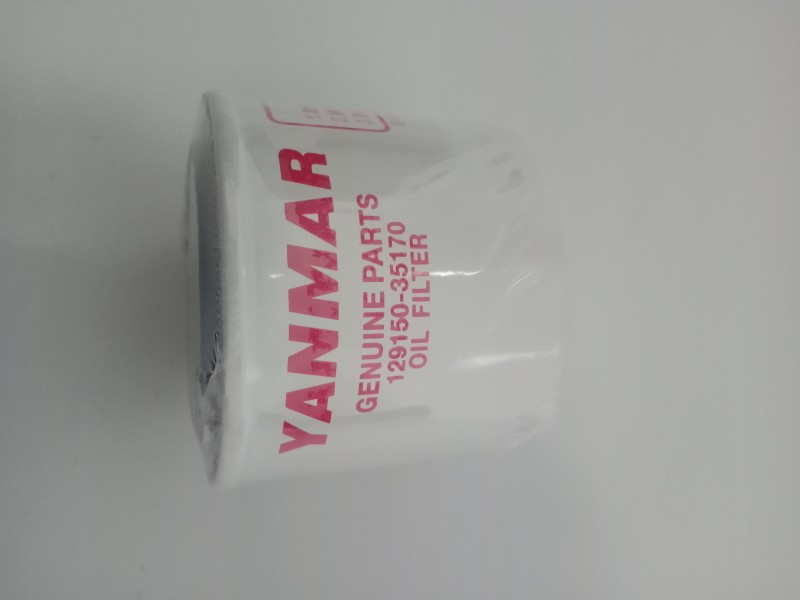 YANMAR
GENUINE PARTS
129150-35170
OIL FILTER